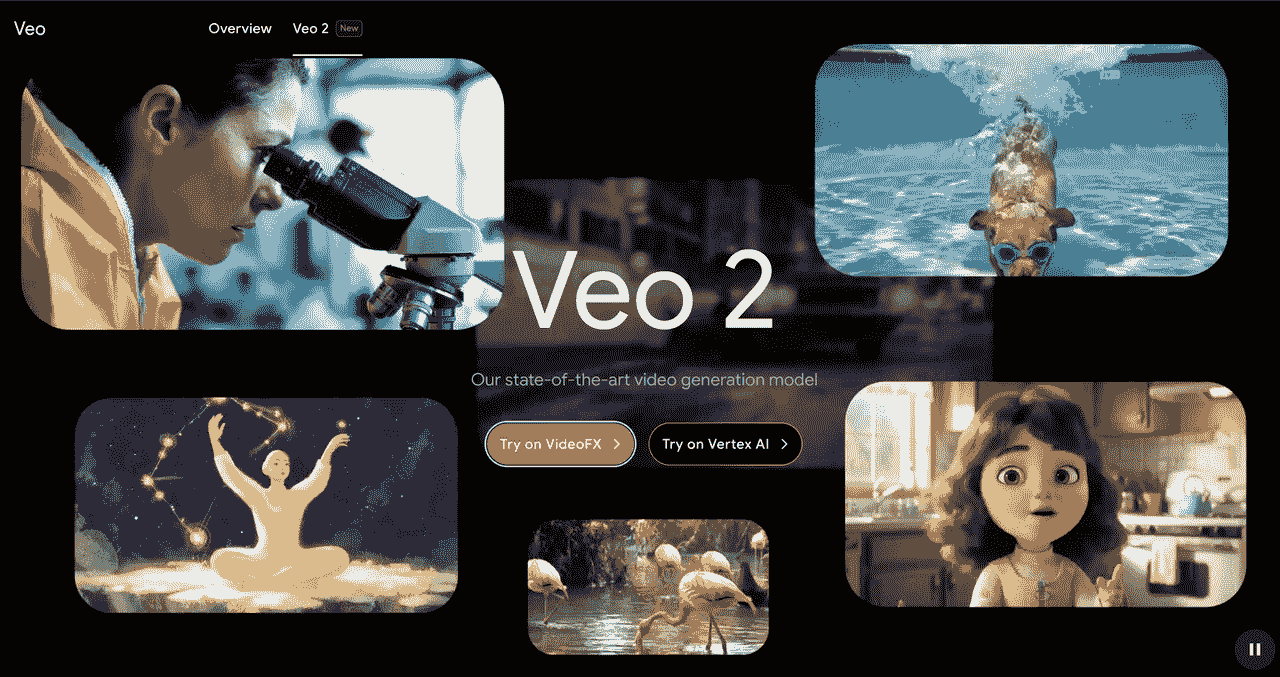 Veo
Overview
Veo 2 New
Veo 2
Our state-of-the-art video generation model
Try on VideoFX
Try on Vertex AI